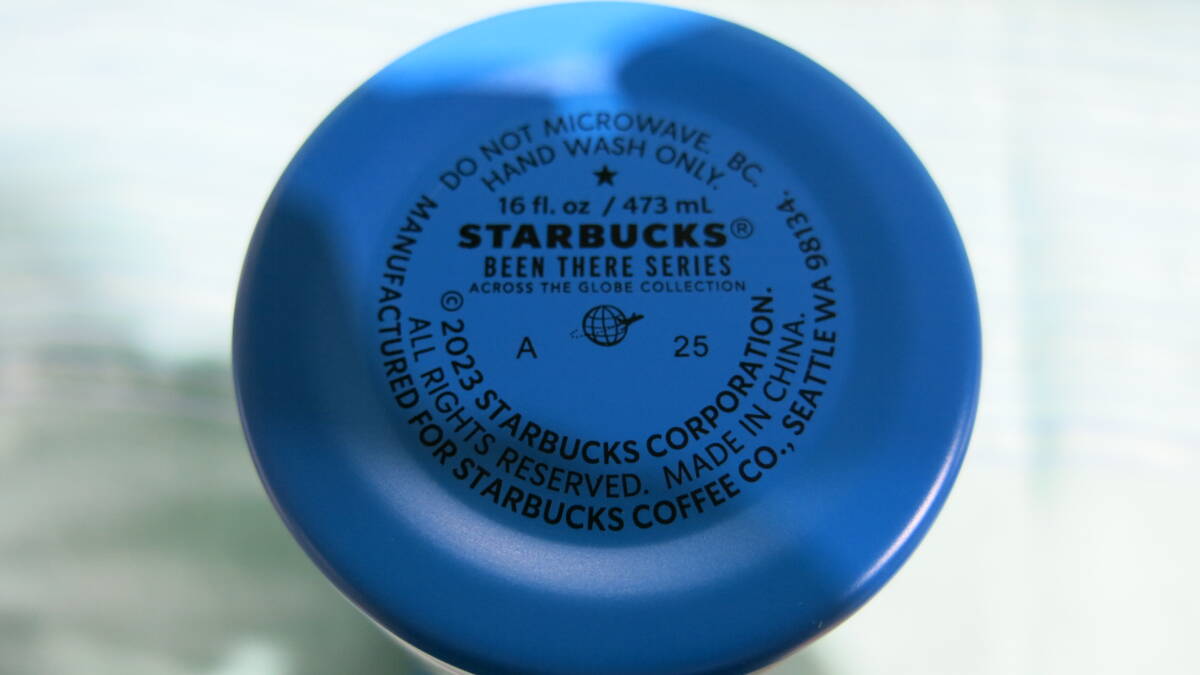 DO NOT MICROWAVE. BC.
HAND WASH ONLY.
16 fl. oz / 473 mL
STARBUCKS®
BEEN THERE SERIES
ACROSS THE GLOBE COLLECTION
A 25
© 2023 STARBUCKS CORPORATION.
ALL RIGHTS RESERVED. MADE IN CHINA.
MANUFACTURED FOR STARBUCKS COFFEE CO., SEATTLE WA 98134.